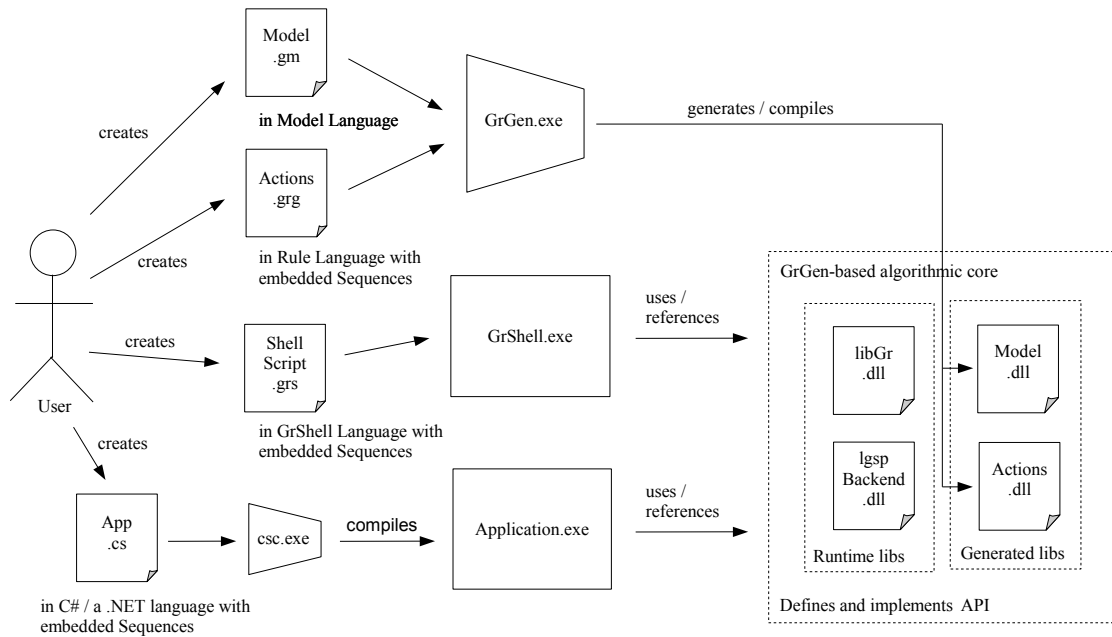 Model
.gm
in Model Language
creates
GrGen.exe
generates / compiles
Actions
.grg
in Rule Language with
embedded Sequences
creates
User
creates
Shell
Script
.grs
in GrShell Language with
embedded Sequences
GrShell.exe
uses /
references
creates
App
.cs
in C# / a .NET language with
embedded Sequences
csc.exe
compiles
Application.exe
uses /
references
GrGen-based algorithmic core
libGr
.dll
lgsp
Backend
.dll
Runtime libs
Model
.dll
Actions
.dll
Generated libs
Defines and implements API